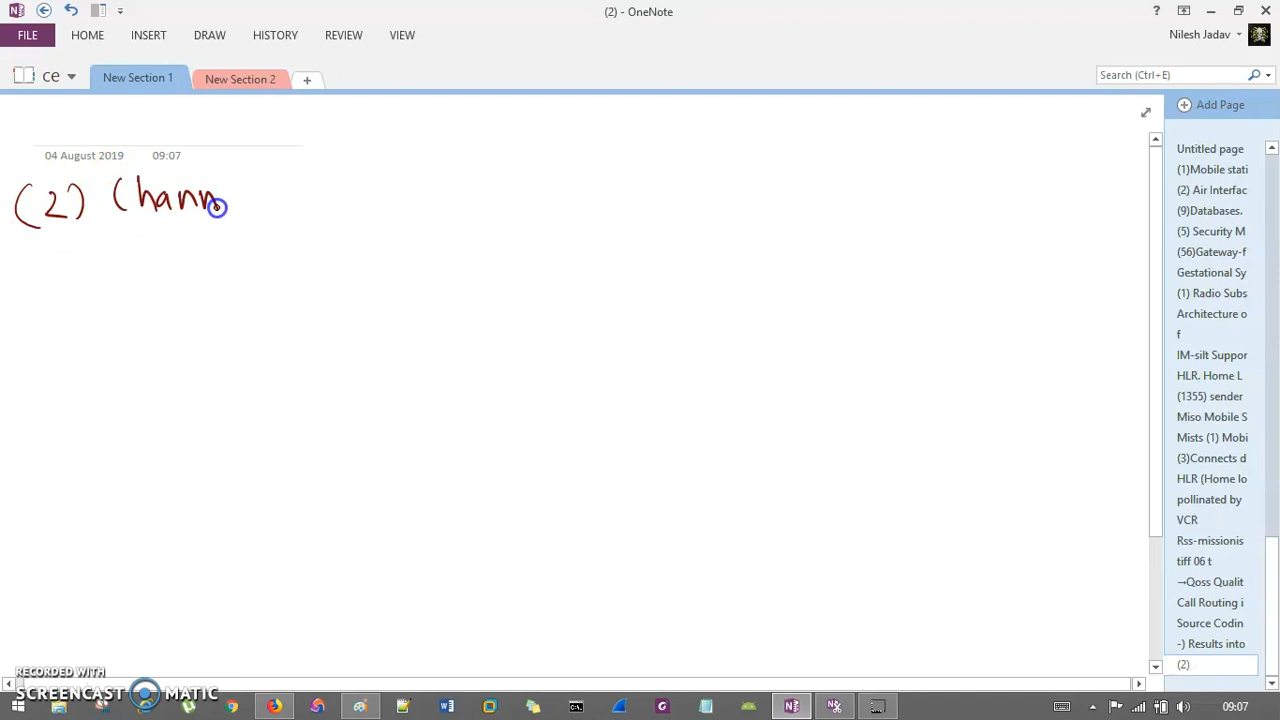 (2) - OneNote
?
Nilesh Jadav
FILE HOME INSERT DRAW HISTORY REVIEW VIEW
ce New Section 1 New Section 2 +
Search (Ctrl+E)
Add Page
04 August 2019 09:07
(2) Chann
Untitled page
(1)Mobile stati
(2) Air Interfac
(9)Databases.
(5) Security M
(56)Gateway-f
Gestational Sy
(1) Radio Subs
Architecture o
f
IM-silt Suppor
HLR. Home L
(1355) sender
Miso Mobile S
Mists (1) Mobi
(3)Connects d
HLR (Home lo
pollinated by
VCR
Rss-missionis
tiff 06 t
→Qoss Qualit
Call Routing i
Source Codin
-) Results into
(2)
RECORDED WITH
SCREENCAST MATIC
09:07